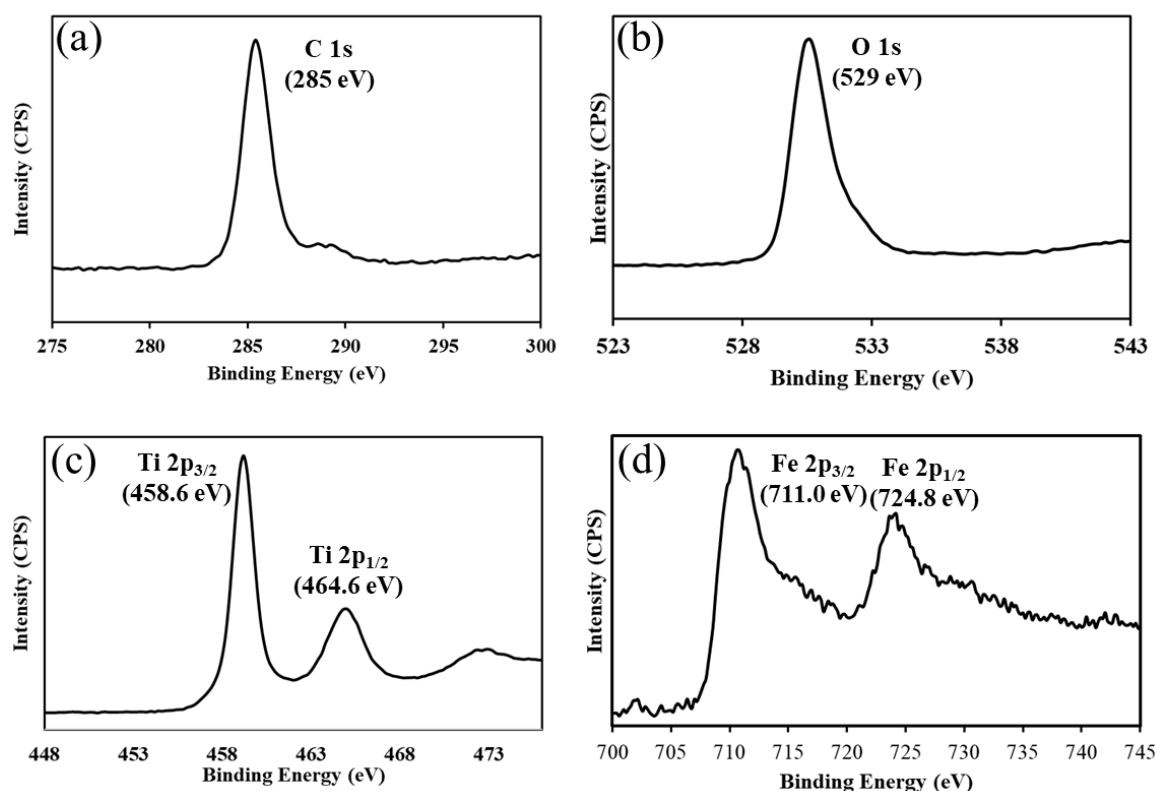 (a)
C 1s
(285 eV)
Intensity (CPS)
275 280 285 290 295 300
Binding Energy (eV)
(b)
O 1s
(529 eV)
Intensity (CPS)
523 528 533 538 543
Binding Energy (eV)
(c)
Ti 2p3/2
(458.6 eV)
Ti 2p1/2
(464.6 eV)
Intensity (CPS)
448 453 458 463 468 473
Binding Energy (eV)
(d)
Fe 2p3/2
(711.0 eV)
Fe 2p1/2
(724.8 eV)
Intensity (CPS)
700 705 710 715 720 725 730 735 740 745
Binding Energy (eV)